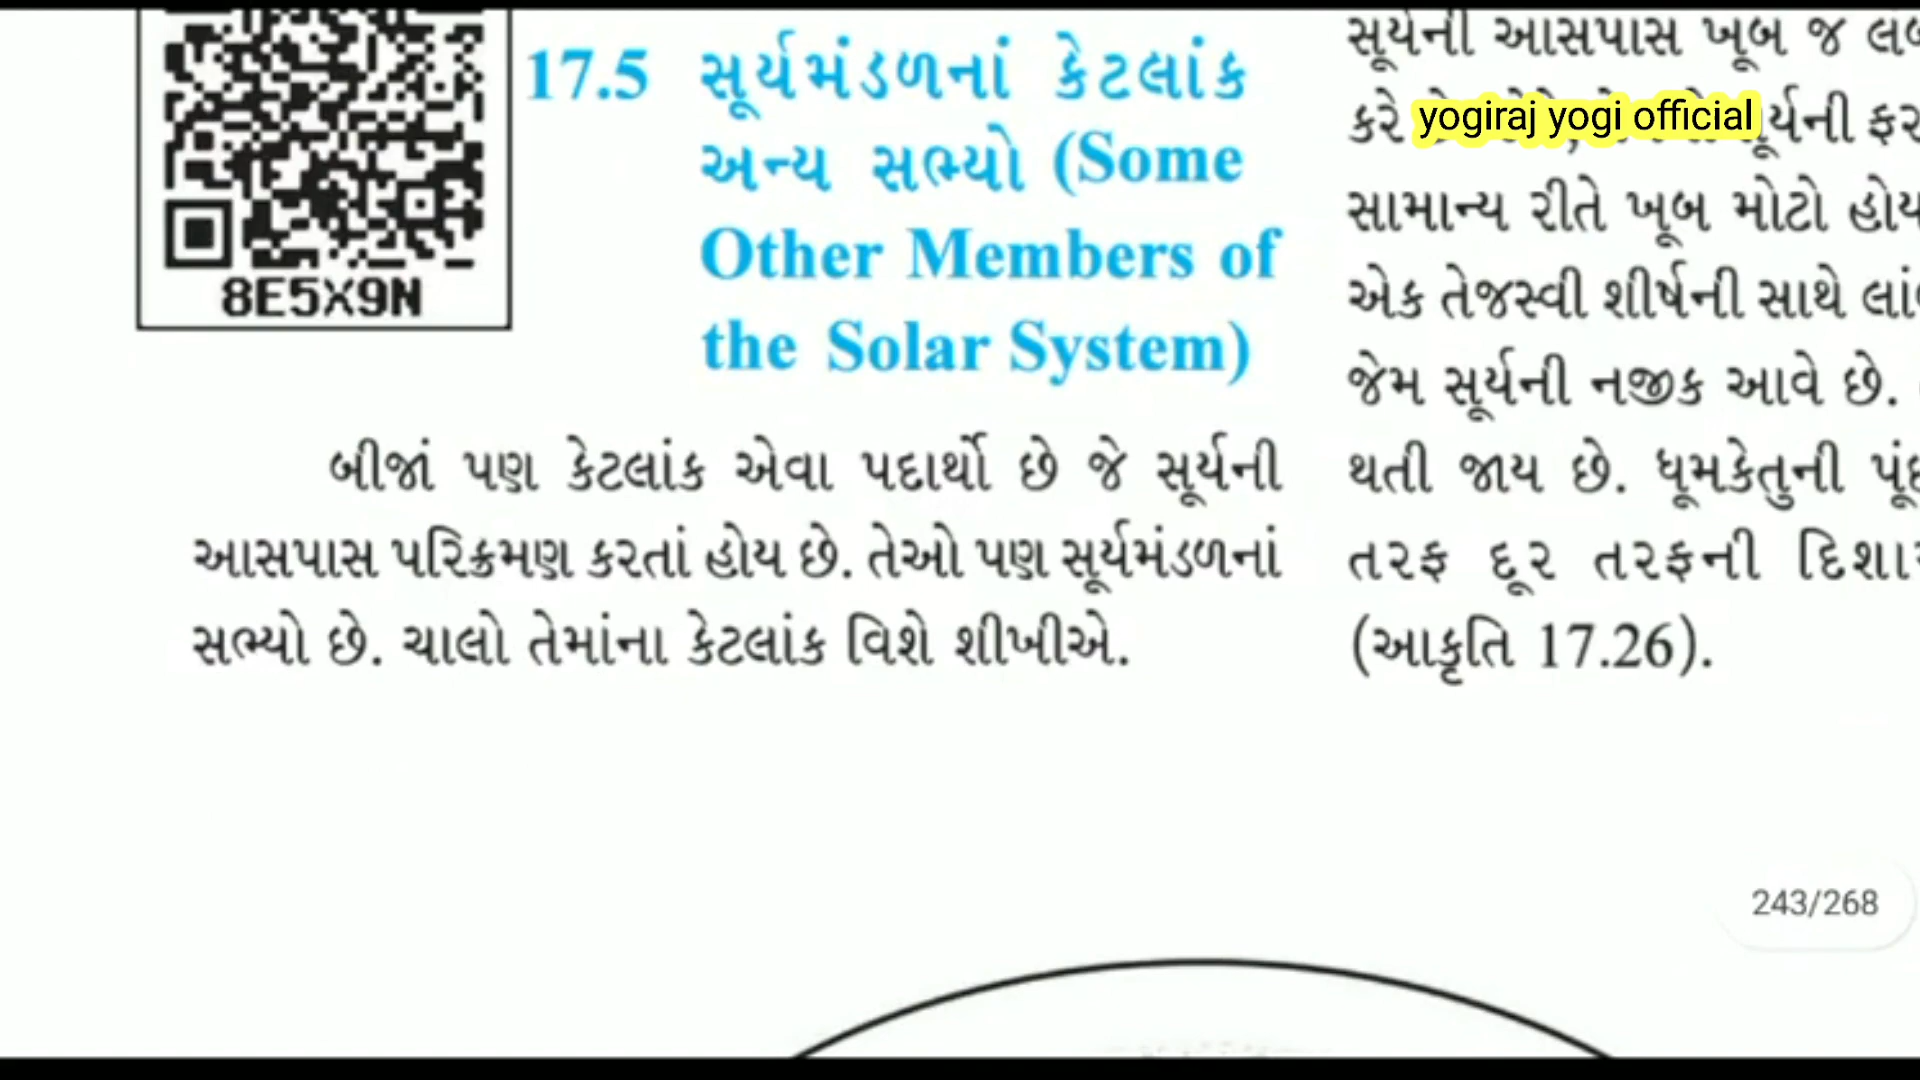 8E5X9N
17.5 સૂર્યમંડળનાં કેટલાંક
અન્ય સભ્યો (Some
Other Members of
the Solar System)
બીજાં પણ કેટલાંક એવા પદાર્થો છે જે સૂર્યની
આસપાસ પરિક્રમણ કરતાં હોય છે. તેઓ પણ સૂર્યમંડળનાં
સભ્યો છે. ચાલો તેમાંના કેટલાંક વિશે શીખીએ.
સૂર્યની આસપાસ ખૂબ જ
કરે
yogiraj yogi official
સામાન્ય રીતે ખૂબ મોટો
એક તેજસ્વી શીર્ષની સાથે
જેમ સૂર્યની નજીક આવે છે.
થતી જાય છે. ધૂમકેતુની
તરફ દૂર તરફની
(આકૃતિ 17.26).
243/268